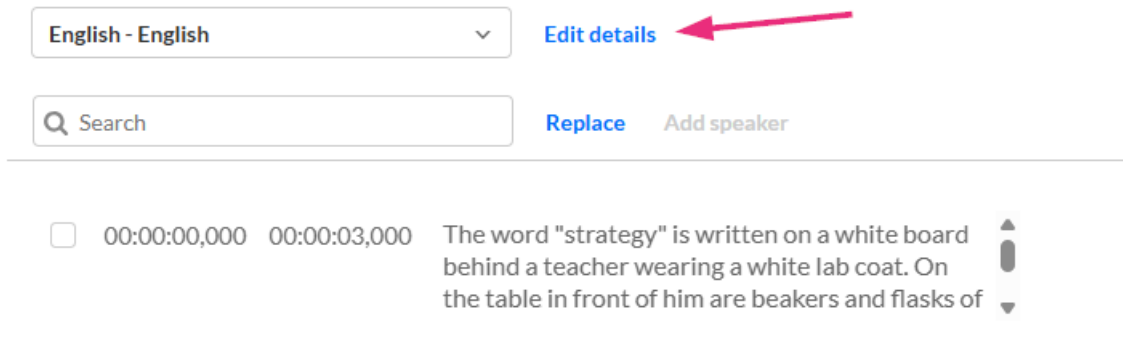 English - English
Edit details
Search
Replace
Add speaker
00:00:00,000
00:00:03,000
The word "strategy" is written on a white board
behind a teacher wearing a white lab coat. On
the table in front of him are beakers and flasks of